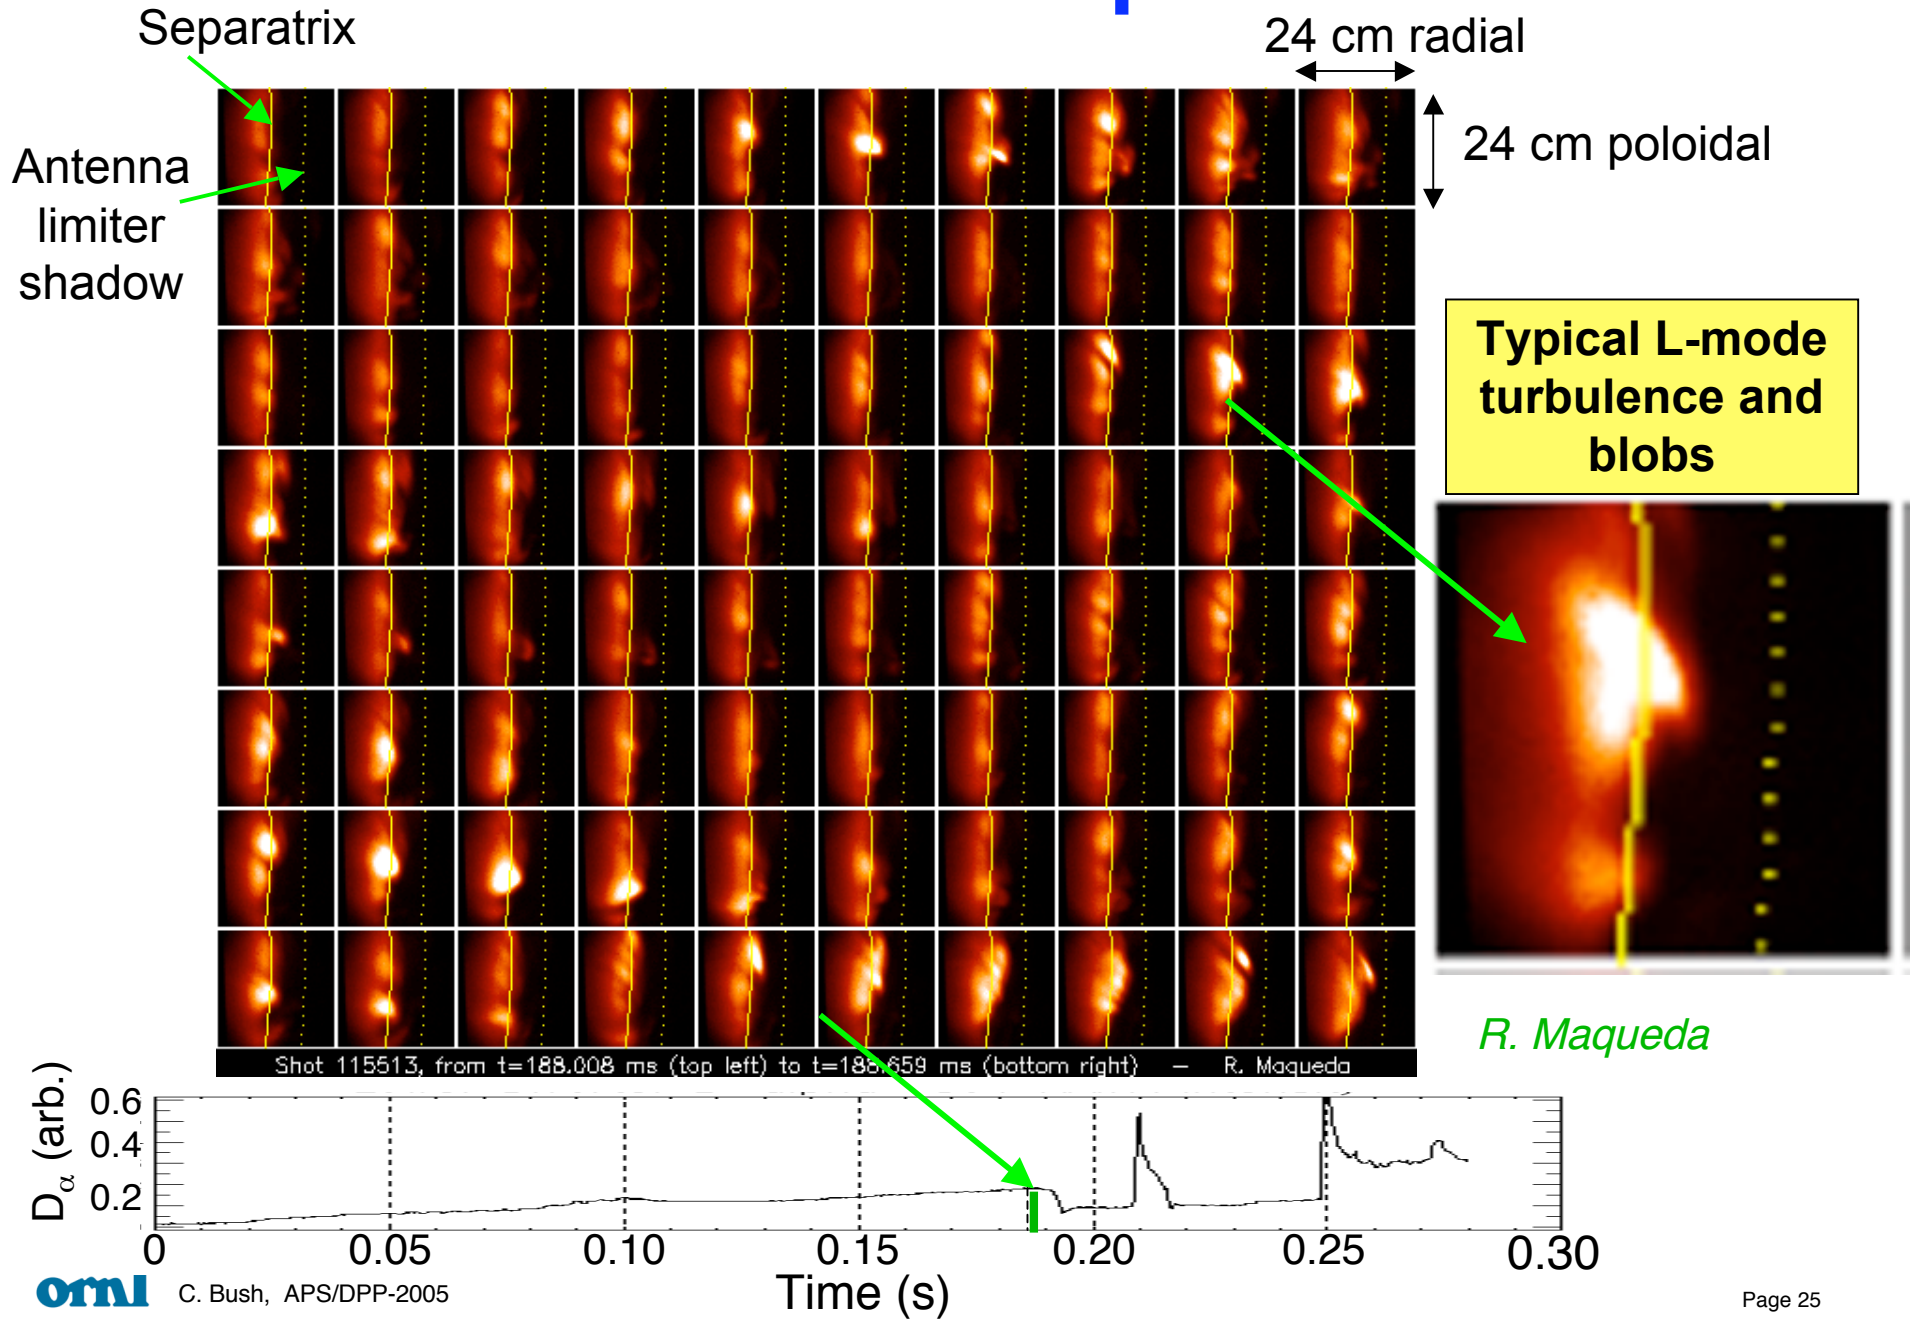 Separatrix
24 cm radial
24 cm poloidal
Antenna
limiter
shadow
Typical L-mode
turbulence and
blobs
R. Maqueda
Shot 115513, from t=188.008 ms (top left) to t=188.659 ms (bottom right) – R. Maqueda
Dα (arb.)
0.6
0.4
0.2
0 0.05 0.10 0.15 0.20 0.25 0.30
Time (s)
ornl C. Bush, APS/DPP-2005
Page 25